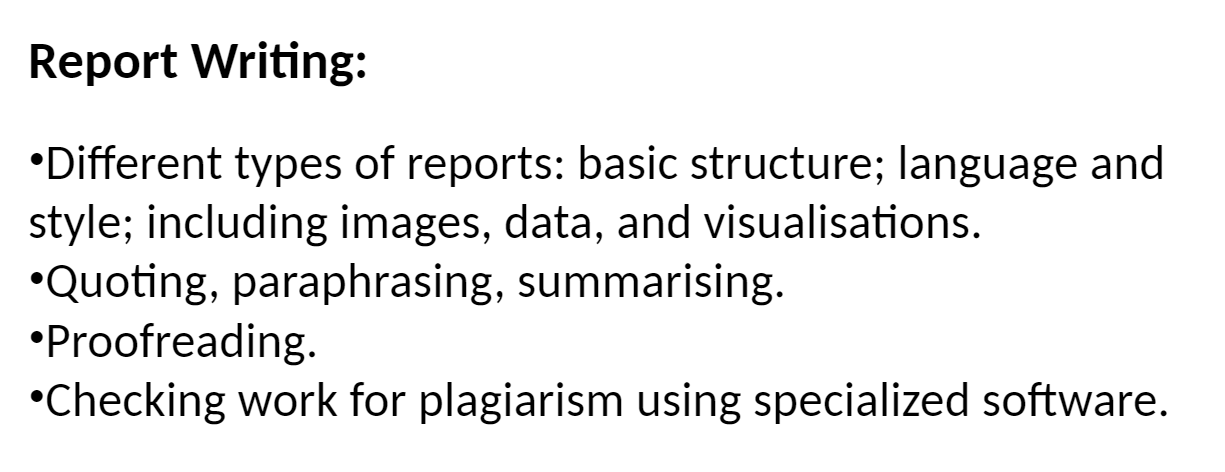 Report Writing:
•Different types of reports: basic structure; language and
style; including images, data, and visualisations.
•Quoting, paraphrasing, summarising.
•Proofreading.
•Checking work for plagiarism using specialized software.